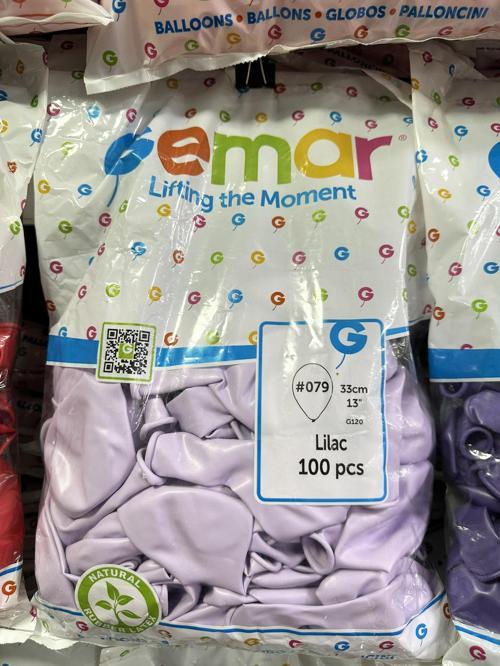 BALLOONS • BALLONS • GLOBOS • PALLONCINI
Gemar®
Lifting the Moment
G
#079
33cm
13"
G120
Lilac
100 pcs
NATURAL
RUBBER LATEX